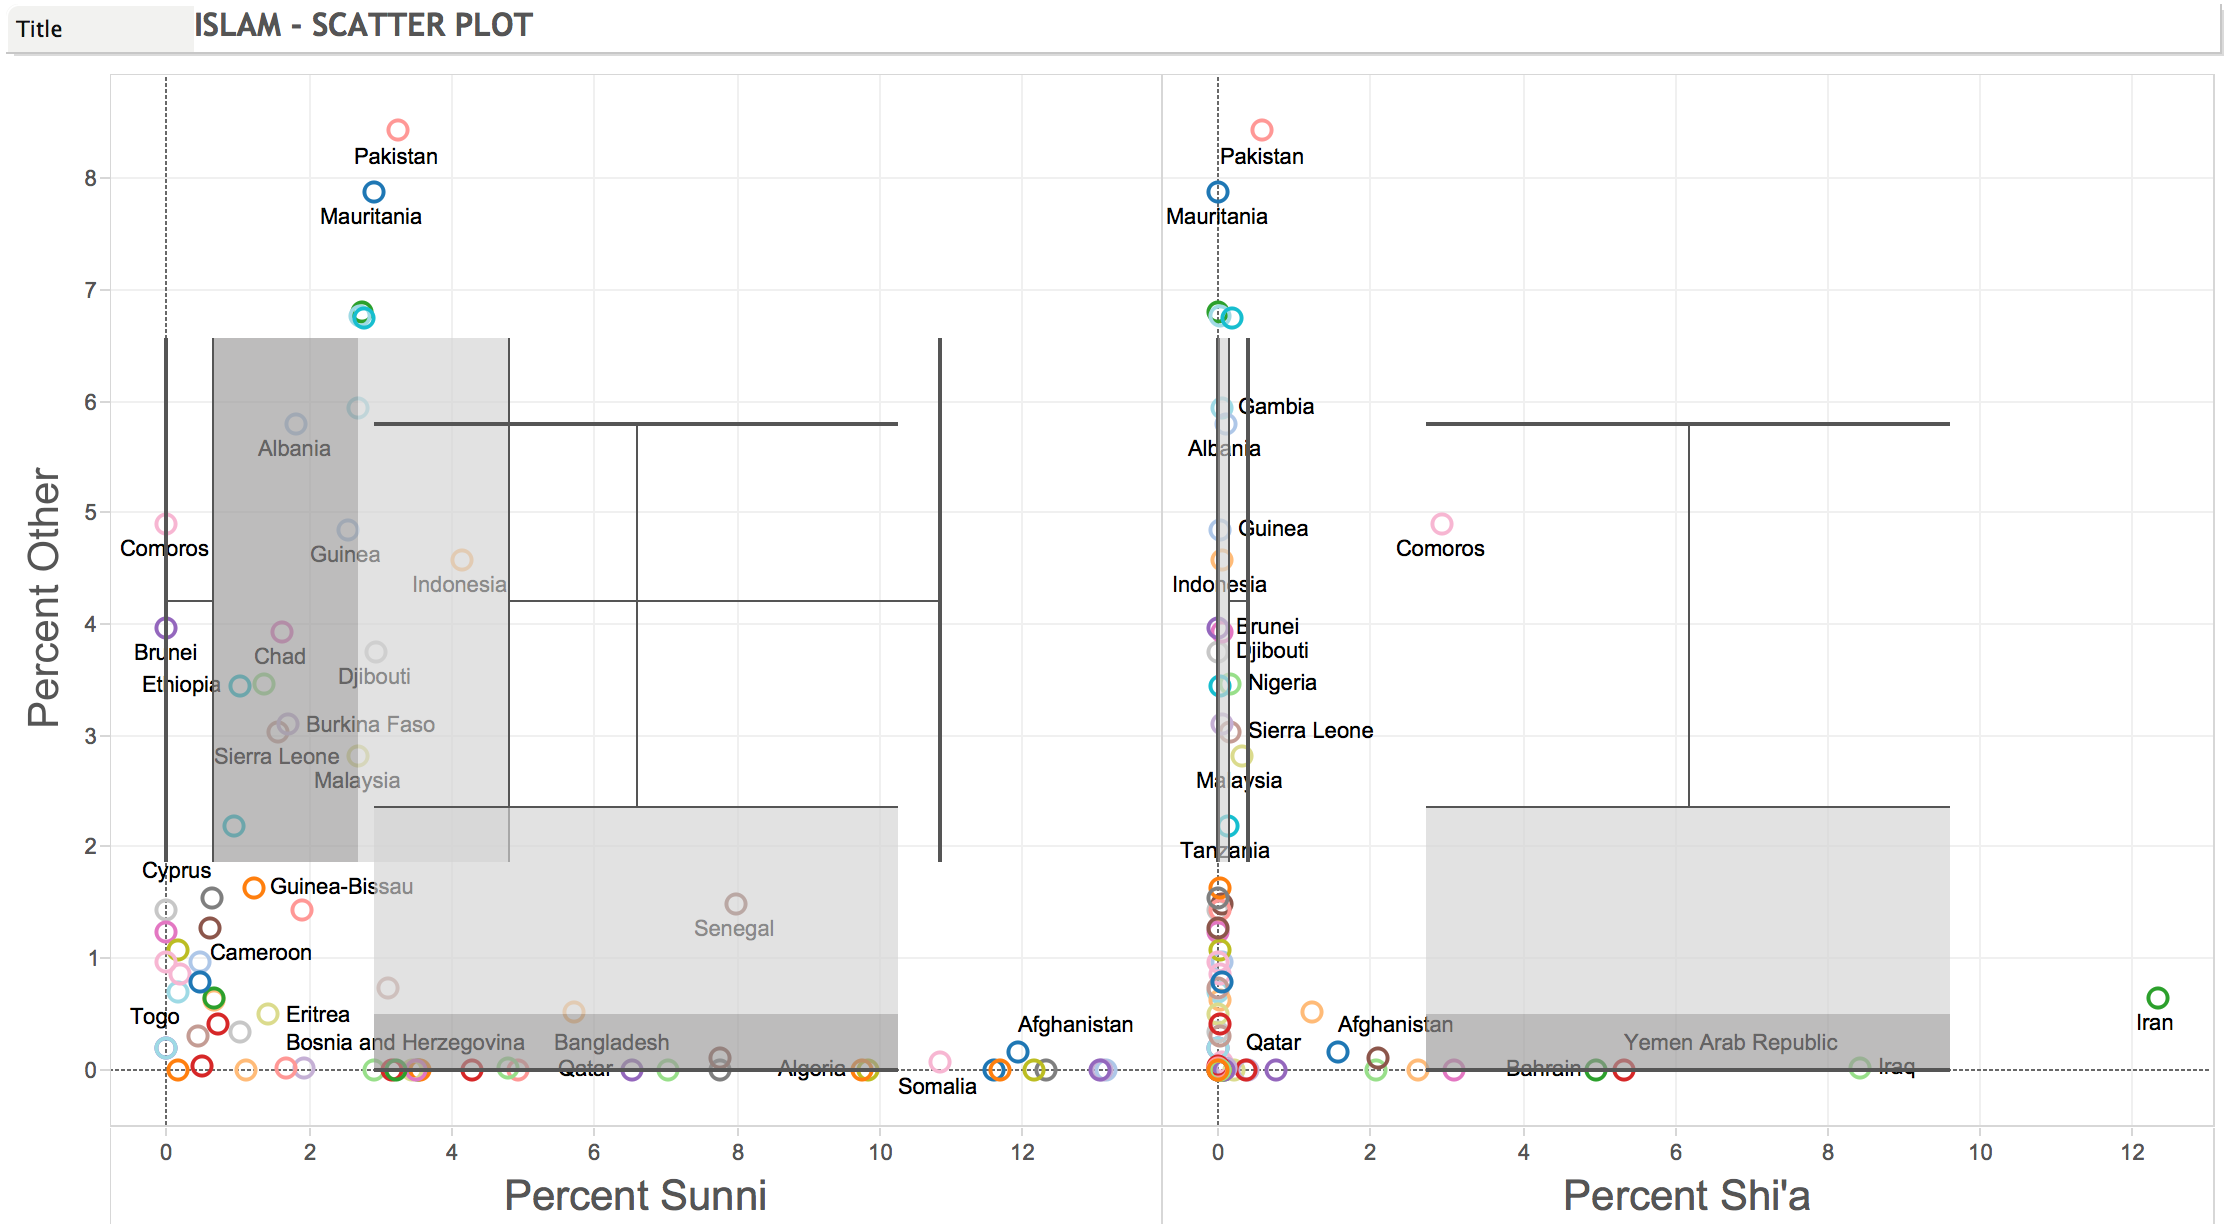 Title
ISLAM - SCATTER PLOT
Percent Other
8
7
6
5
4
3
2
1
0
Pakistan
Mauritania
Albania
Comoros
Guinea
Indonesia
Brunei
Chad
Djibouti
Ethiopia
Burkina Faso
Sierra Leone
Malaysia
Cyprus
Guinea-Bissau
Senegal
Cameroon
Togo
Eritrea
Bosnia and Herzegovina
Bangladesh
Afghanistan
Qatar
Algeria
Somalia
0
2
4
6
8
10
12
Percent Sunni
Pakistan
Mauritania
Gambia
Albania
Guinea
Comoros
Indonesia
Brunei
Djibouti
Nigeria
Sierra Leone
Malaysia
Tanzania
Qatar
Afghanistan
Yemen Arab Republic
Iran
Bahrain
Iraq
0
2
4
6
8
10
12
Percent Shi'a